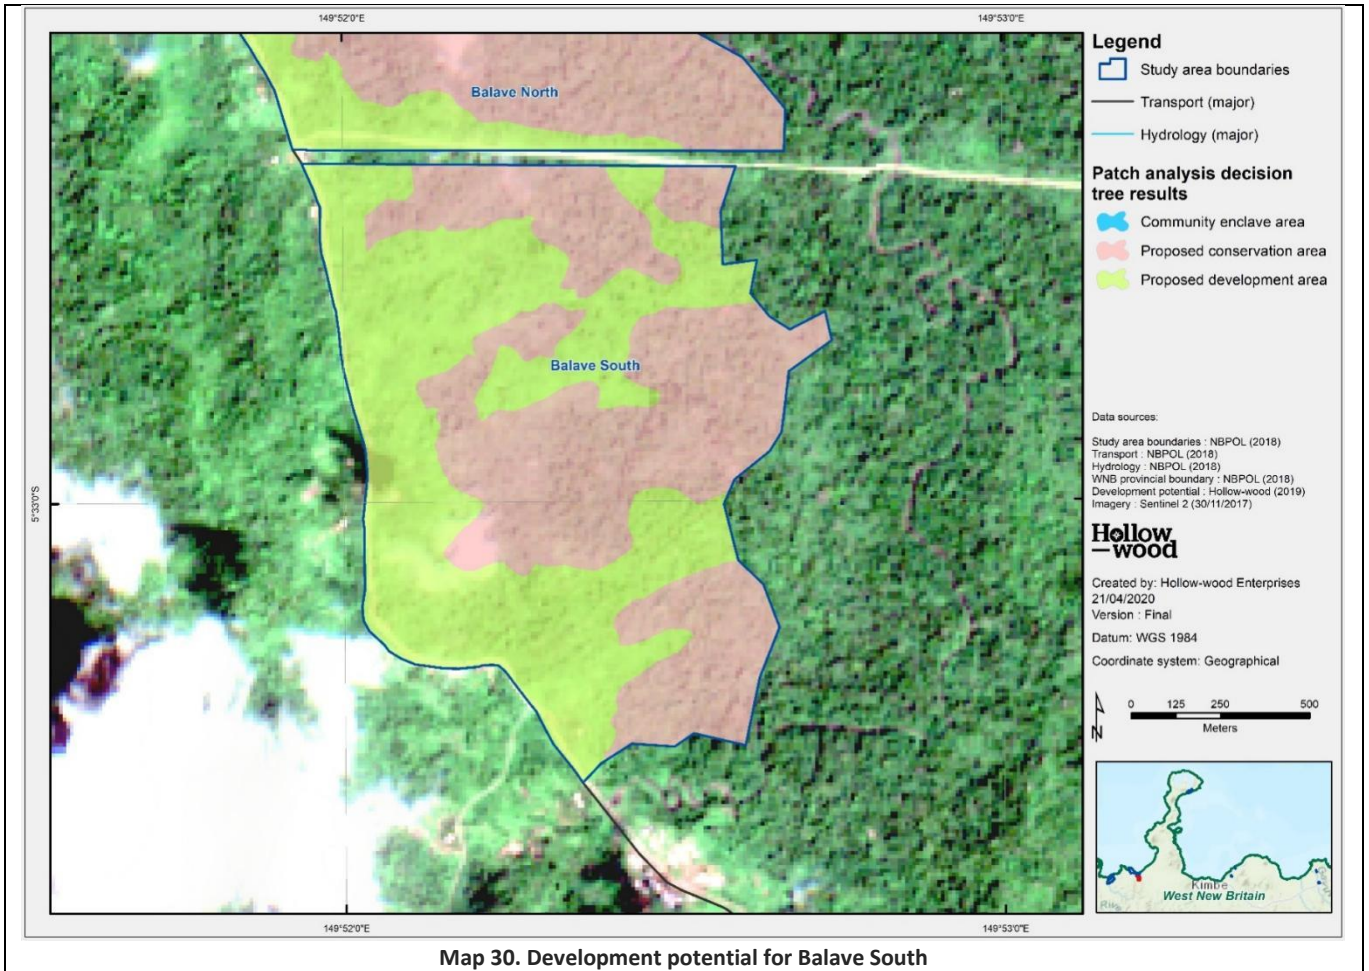 149°52'0"E
149°53'0"E
Balave North
Balave South
5°33'0"S
149°52'0"E
149°53'0"E
Legend
Study area boundaries
Transport (major)
Hydrology (major)
Patch analysis decision
tree results
Community enclave area
Proposed conservation area
Proposed development area
Data sources:
Study area boundaries : NBPOL (2018)
Transport : NBPOL (2018)
Hydrology : NBPOL (2018)
WNB provincial boundary : NBPOL (2018)
Development potential : Hollow-wood (2019)
Imagery : Sentinel 2 (30/11/2017)
Hollow
—wood
Created by: Hollow-wood Enterprises
21/04/2020
Version : Final
Datum: WGS 1984
Coordinate system: Geographical
N
0 125 250 500
Meters
Kimbe
West New Britain
Map 30. Development potential for Balave South